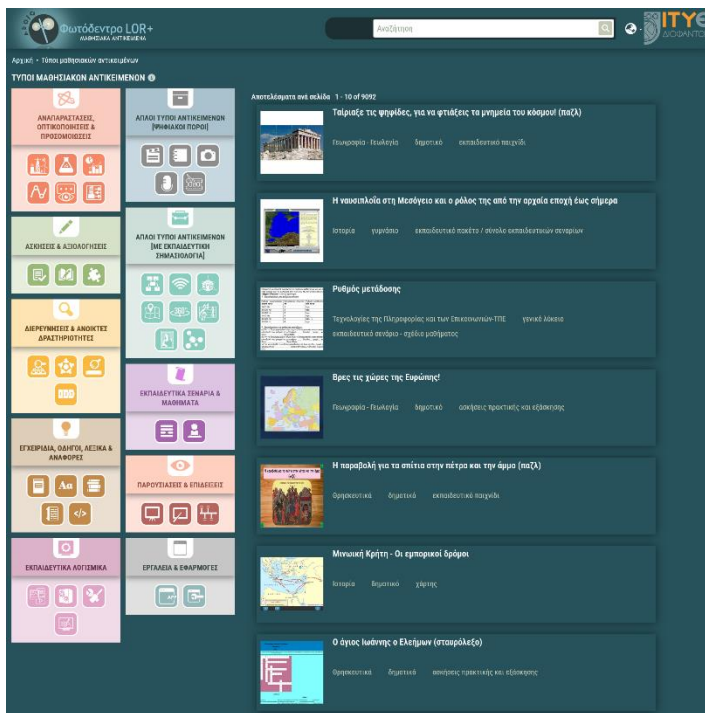 Φωτόδεντρο LOR+
ΜΑΘΗΣΙΑΚΑ ΑΝΤΙΚΕΙΜΕΝΑ
Αναζήτηση
ITYE
ΔΙΟΦΑΝΤΟ
Αρχική • Τύποι μαθησιακών αντικειμένων
ΤΥΠΟΙ ΜΑΘΗΣΙΑΚΩΝ ΑΝΤΙΚΕΙΜΕΝΩΝ
ΑΝΑΠΑΡΑΣΤΑΣΕΙΣ,
ΟΠΤΙΚΟΠΟΙΗΣΕΙΣ &
ΠΡΟΣΟΜΟΙΩΣΕΙΣ
ΑΣΚΗΣΕΙΣ & ΑΞΙΟΛΟΓΗΣΕΙΣ
ΔΙΕΡΕΥΝΗΣΕΙΣ & ΑΝΟΙΚΤΕΣ
ΔΡΑΣΤΗΡΙΟΤΗΤΕΣ
ΕΓΧΕΙΡΙΔΙΑ, ΟΔΗΓΟΙ, ΛΕΞΙΚΑ &
ΑΝΑΦΟΡΕΣ
Aα
</>
ΕΚΠΑΙΔΕΥΤΙΚΑ ΛΟΓΙΣΜΙΚΑ
ΑΠΛΟΙ ΤΥΠΟΙ ΑΝΤΙΚΕΙΜΕΝΩΝ
[ΨΗΦΙΑΚΟΙ ΠΟΡΟΙ]
ΑΠΛΟΙ ΤΥΠΟΙ ΑΝΤΙΚΕΙΜΕΝΩΝ
[ΜΕ ΕΚΠΑΙΔΕΥΤΙΚΗ
ΣΗΜΑΣΙΟΛΟΓΙΑ]
ΕΚΠΑΙΔΕΥΤΙΚΑ ΣΕΝΑΡΙΑ &
ΜΑΘΗΜΑΤΑ
ΠΑΡΟΥΣΙΑΣΕΙΣ & ΕΠΙΔΕΙΞΕΙΣ
ΕΡΓΑΛΕΙΑ & ΕΦΑΡΜΟΓΕΣ
Αποτελέσματα ανά σελίδα 1 - 10 of 9092
Ταίριαξε τις ψηφίδες, για να φτιάξεις τα μνημεία του κόσμου! (παζλ)
Γεωγραφία - Γεωλογία δημοτικό εκπαιδευτικό παιχνίδι
Η ναυσιπλοΐα στη Μεσόγειο και ο ρόλος της από την αρχαία εποχή έως σήμερα
Ιστορία γυμνάσιο εκπαιδευτικό πακέτο / σύνολο εκπαιδευτικών σεναρίων
Ρυθμός μετάδοσης
Τεχνολογίες της Πληροφορίας και των Επικοινωνιών-ΤΠΕ γενικό λύκειο
εκπαιδευτικό σενάριο - σχέδιο μαθήματος
Βρες τις χώρες της Ευρώπης!
Γεωγραφία - Γεωλογία δημοτικό ασκήσεις πρακτικής και εξάσκησης
Η παραβολή για τα σπίτια στην πέτρα και την άμμο (παζλ)
Θρησκευτικά δημοτικό εκπαιδευτικό παιχνίδι
Μινωική Κρήτη - Οι εμπορικοί δρόμοι
Ιστορία δημοτικό χάρτης
Ο άγιος Ιωάννης ο Ελεήμων (σταυρόλεξο)
Θρησκευτικά δημοτικό ασκήσεις πρακτικής και εξάσκησης